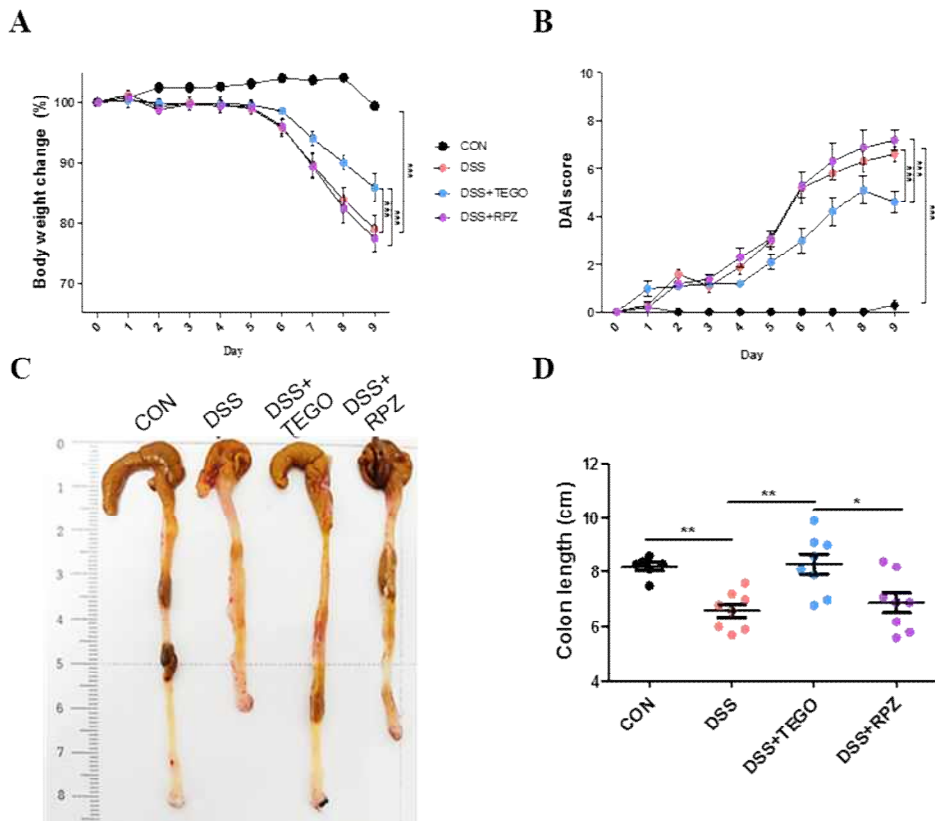 A
Body weight change (%)
100
90
80
70
0 1 2 3 4 5 6 7 8 9
Day
***
***
***
CON
DSS
DSS+TEGO
DSS+RPZ
B
DAI score
10
8
6
4
2
0
0 1 2 3 4 5 6 7 8 9
Day
***
***
***
C
CON
DSS
DSS+
TEGO
DSS+
RPZ
0
1
2
3
4
5
6
7
8
D
Colon length (cm)
12
10
8
6
4
**
**
*
CON
DSS
DSS+TEGO
DSS+RPZ